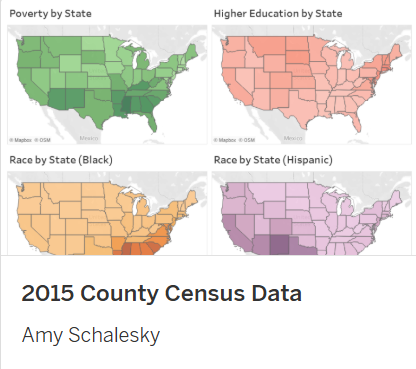 Poverty by State
Higher Education by State
Mexico
© Mapbox © OSM
Mexico
© Mapbox © OSM
Race by State (Black)
Race by State (Hispanic)
2015 County Census Data
Amy Schalesky